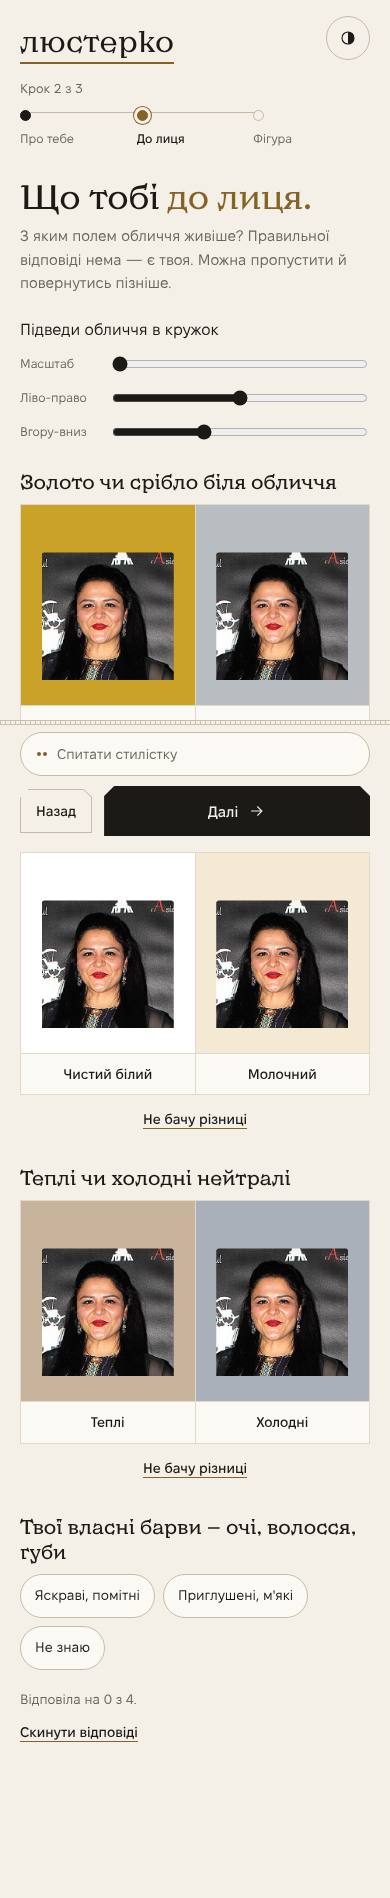 люстерко
Крок 2 з 3
Про тебе
До лиця
Фігура
Що тобі до лиця.
З яким полем обличчя живіше? Правильної
відповіді нема — є твоя. Можна пропустити й
повернутись пізніше.
Підведи обличчя в кружок
Масштаб
Ліво-право
Вгору-вниз
Золото чи срібло біля обличчя
Спитати стилістку
Назад
Далі →
Чистий білий
Молочний
Не бачу різниці
Теплі чи холодні нейтралі
Теплі
Холодні
Не бачу різниці
Твої власні барви — очі, волосся,
губи
Яскраві, помітні
Приглушені, м'які
Не знаю
Відповіла на 0 з 4.
Скинути відповіді